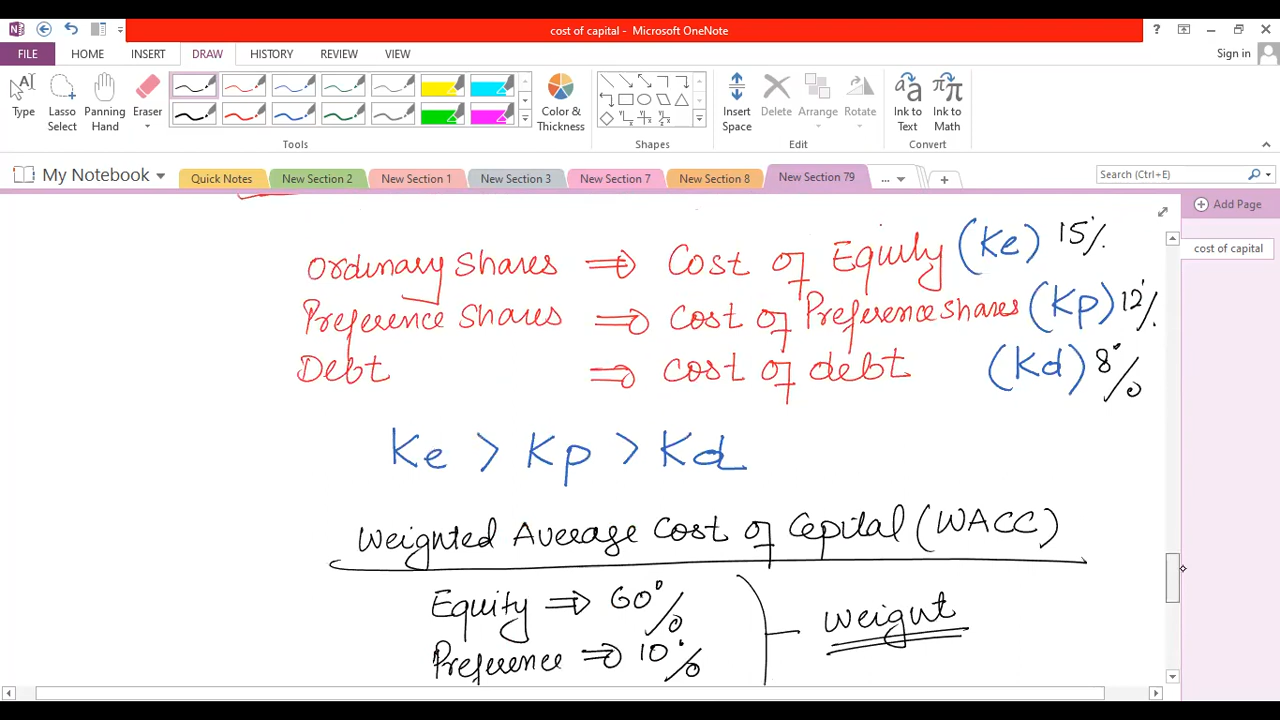 cost of capital - Microsoft OneNote
FILE HOME INSERT DRAW HISTORY REVIEW VIEW
Sign in
Type Lasso Select Panning Hand Eraser Color & Thickness Insert Space Delete Arrange Rotate Ink to Text Ink to Math
Tools Shapes Edit Convert
My Notebook Quick Notes New Section 2 New Section 1 New Section 3 New Section 7 New Section 8 New Section 79 ... Search (Ctrl+E)
Add Page
cost of capital
Ordinary Shares ⇒ Cost of Equity (Ke) 15%
Preference Shares ⇒ Cost of Preference shares (Kp) 12%
Debt ⇒ cost of debt (Kd) 8%
Ke > Kp > Kd
Weighted Average Cost of Capital (WACC)
Equity ⇒ 60%
Weight
Preference ⇒ 10%